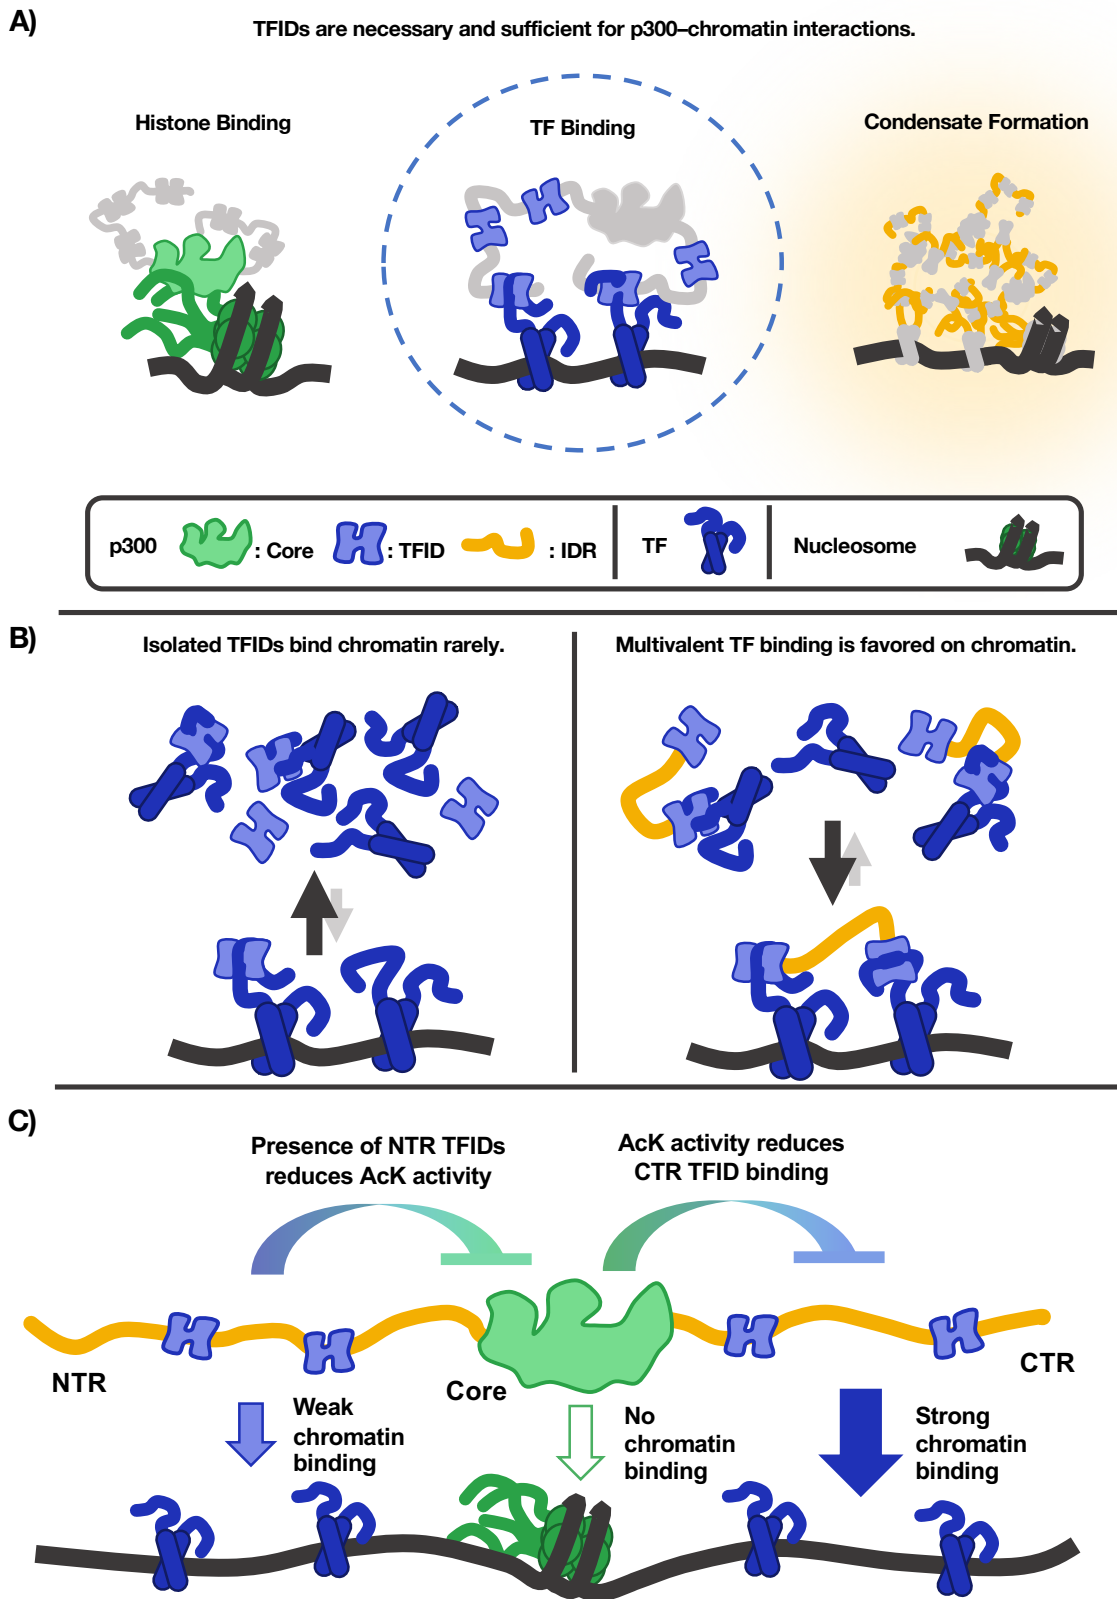 A)
TFIDs are necessary and sufficient for p300–chromatin interactions.
Histone Binding
TF Binding
Condensate Formation
p300
: Core
: TFID
: IDR
TF
Nucleosome
B)
Isolated TFIDs bind chromatin rarely.
Multivalent TF binding is favored on chromatin.
C)
Presence of NTR TFIDs
reduces AcK activity
AcK activity reduces
CTR TFID binding
NTR
Core
CTR
Weak
chromatin
binding
No
chromatin
binding
Strong
chromatin
binding